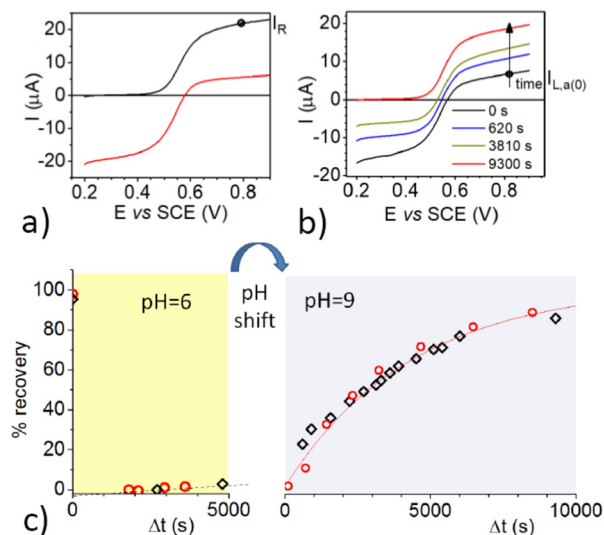 I (µA)
20
10
0
-10
-20
I_R
0.2 0.4 0.6 0.8
E vs SCE (V)
a)
I (µA)
20
10
0
-10
-20
time I_L,a(0)
0 s
620 s
3810 s
9300 s
0.2 0.4 0.6 0.8
E vs SCE (V)
b)
% recovery
100
80
60
40
20
0
pH=6
pH
shift
pH=9
0 5000
Δt (s)
0 5000 10000
Δt (s)
c)